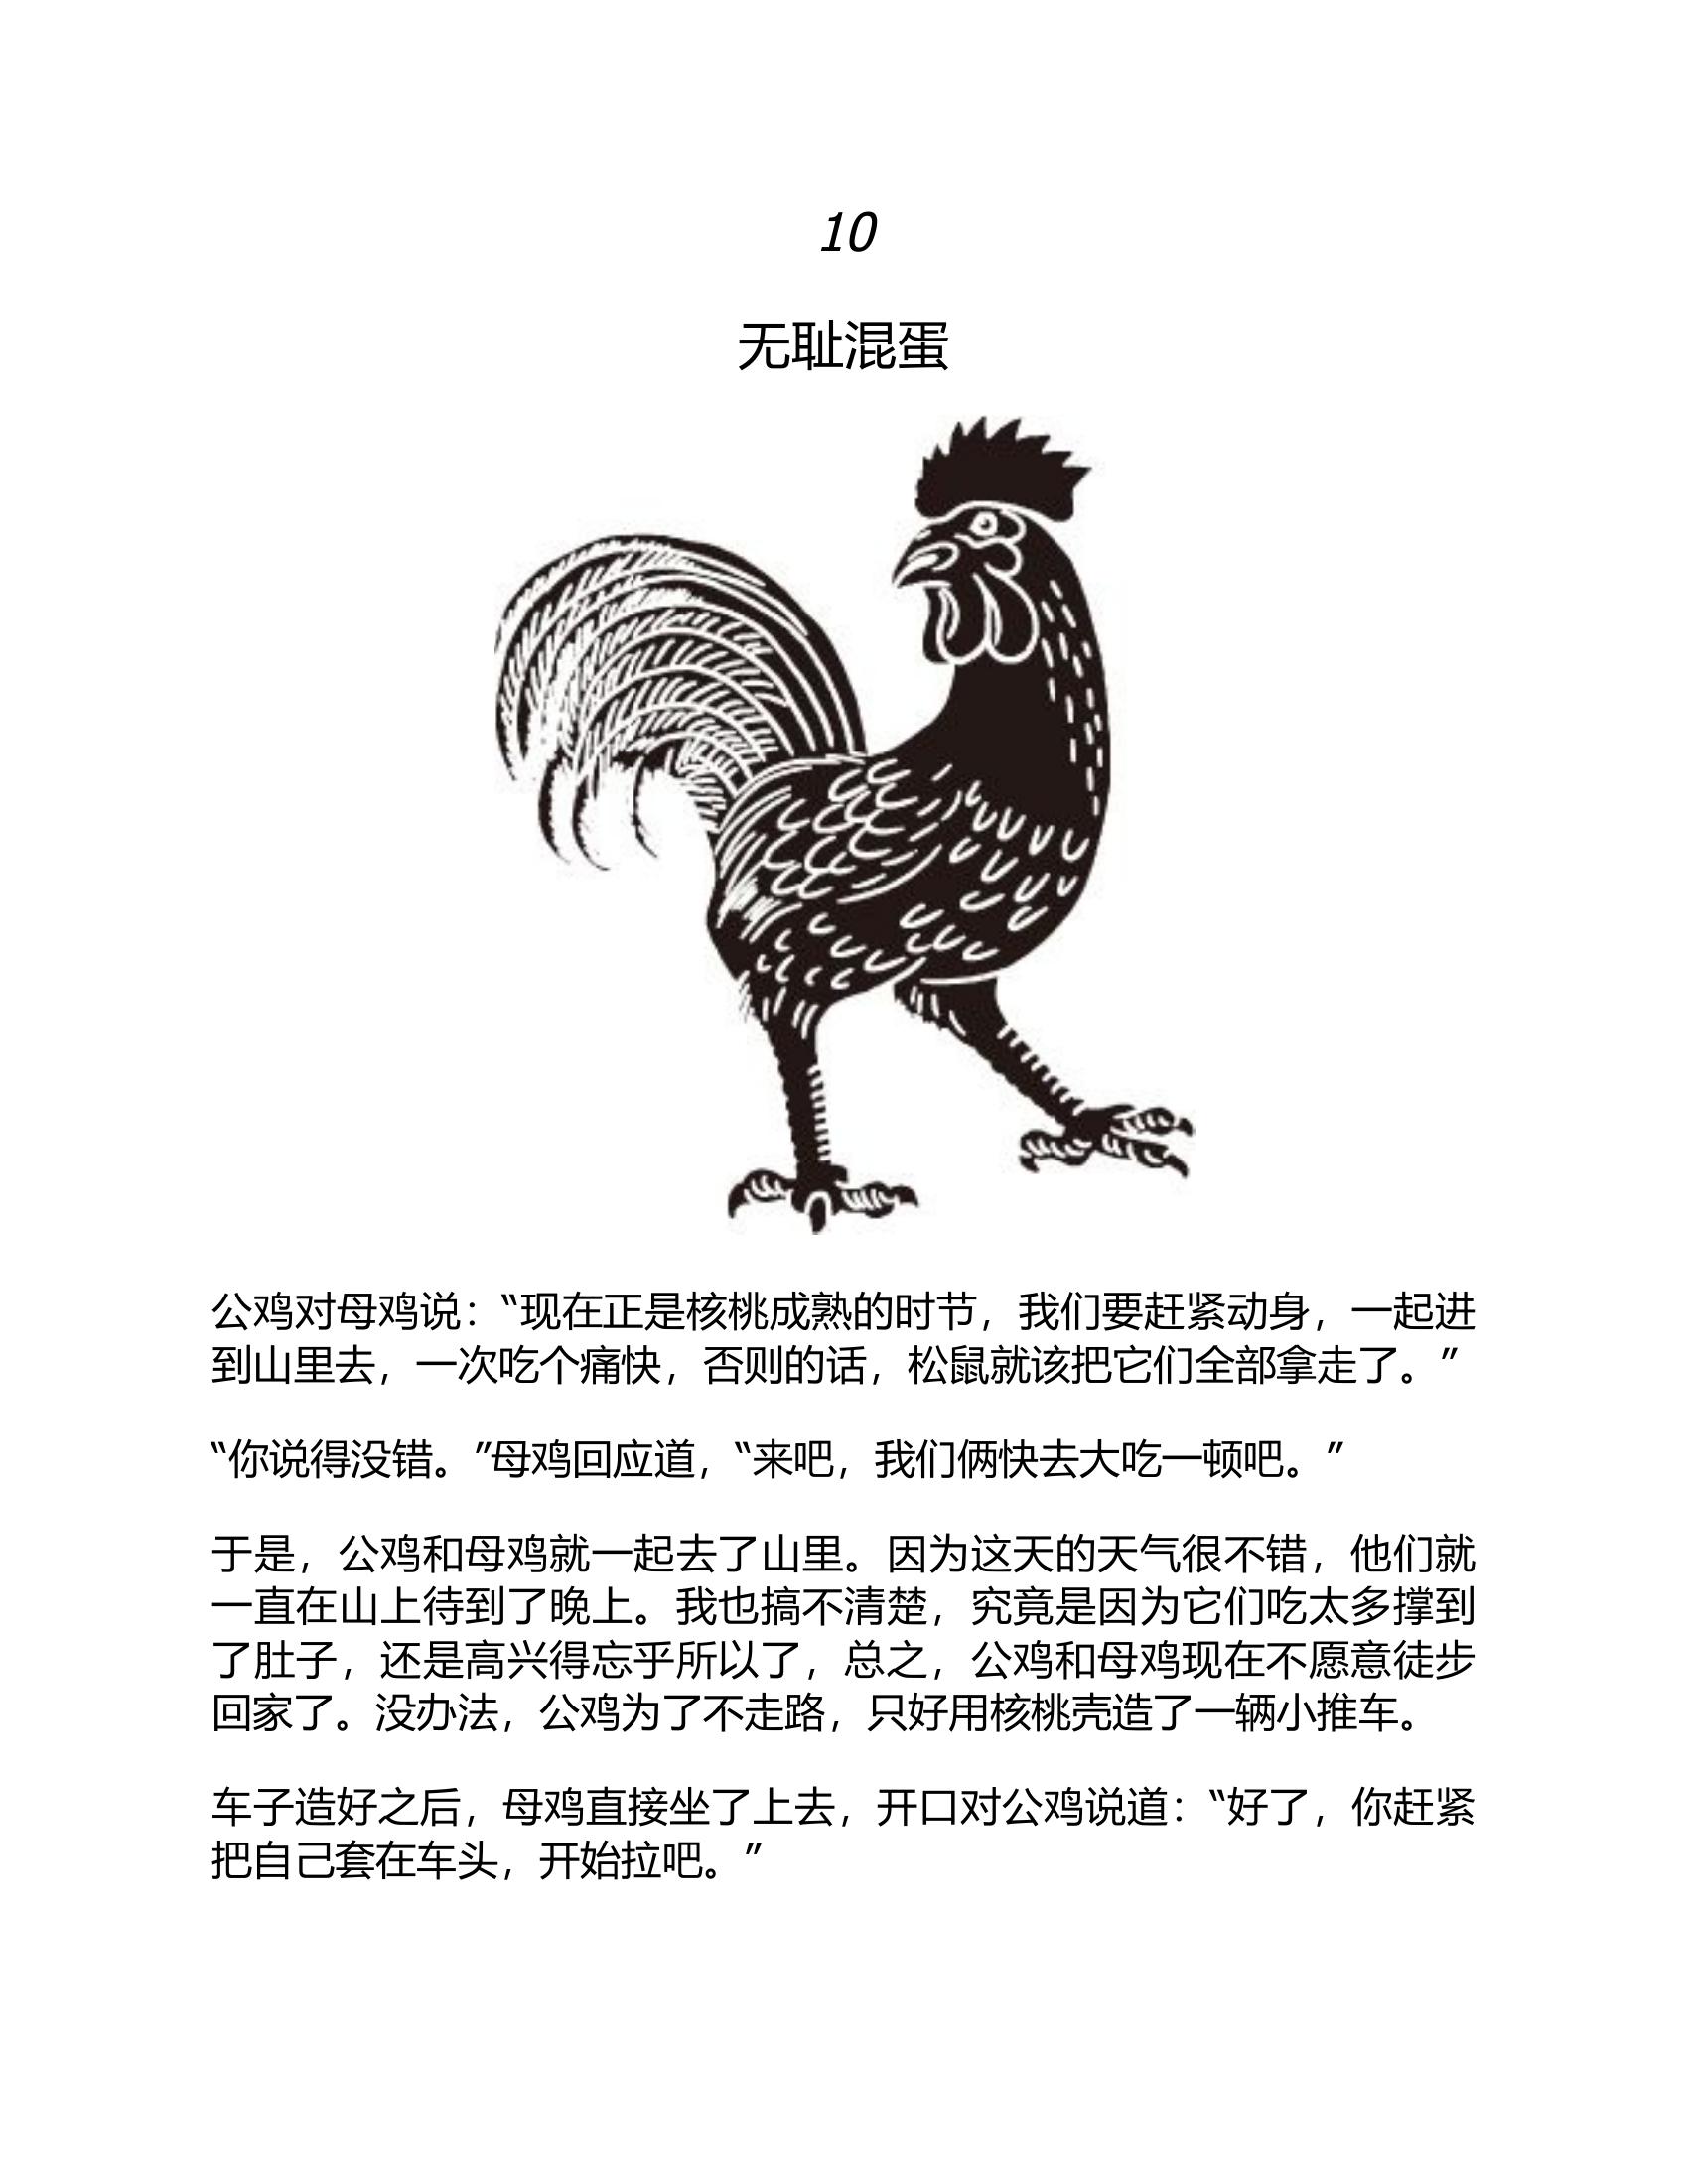 10
无耻混蛋
公鸡对母鸡说：“现在正是核桃成熟的时节，我们要赶紧动身，一起进
到山里去，一次吃个痛快，否则的话，松鼠就该把它们全部拿走了。”
“你说得没错。”母鸡回应道，“来吧，我们俩快去大吃一顿吧。”
于是，公鸡和母鸡就一起去了山里。因为这天的天气很不错，他们就
一直在山上待到了晚上。我也搞不清楚，究竟是因为它们吃太多撑到
了肚子，还是高兴得忘乎所以了，总之，公鸡和母鸡现在不愿意徒步
回家了。没办法，公鸡为了不走路，只好用核桃壳造了一辆小推车。
车子造好之后，母鸡直接坐了上去，开口对公鸡说道：“好了，你赶紧
把自己套在车头，开始拉吧。”